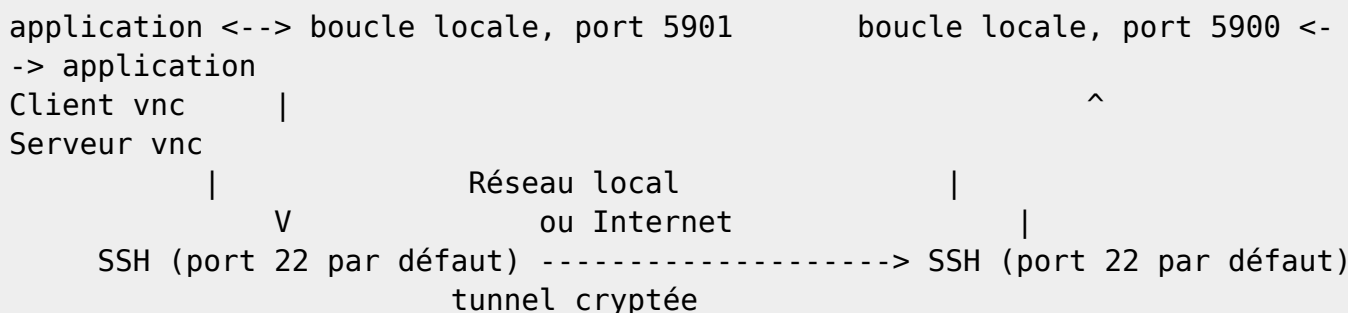 application <--> boucle locale, port 5901       boucle locale, port 5900 <-
-> application
Client vnc     |                                              ^
Serveur vnc
           |              Réseau local               |
               V              ou Internet                |
     SSH (port 22 par défaut) --------------------> SSH (port 22 par défaut)
                         tunnel cryptée